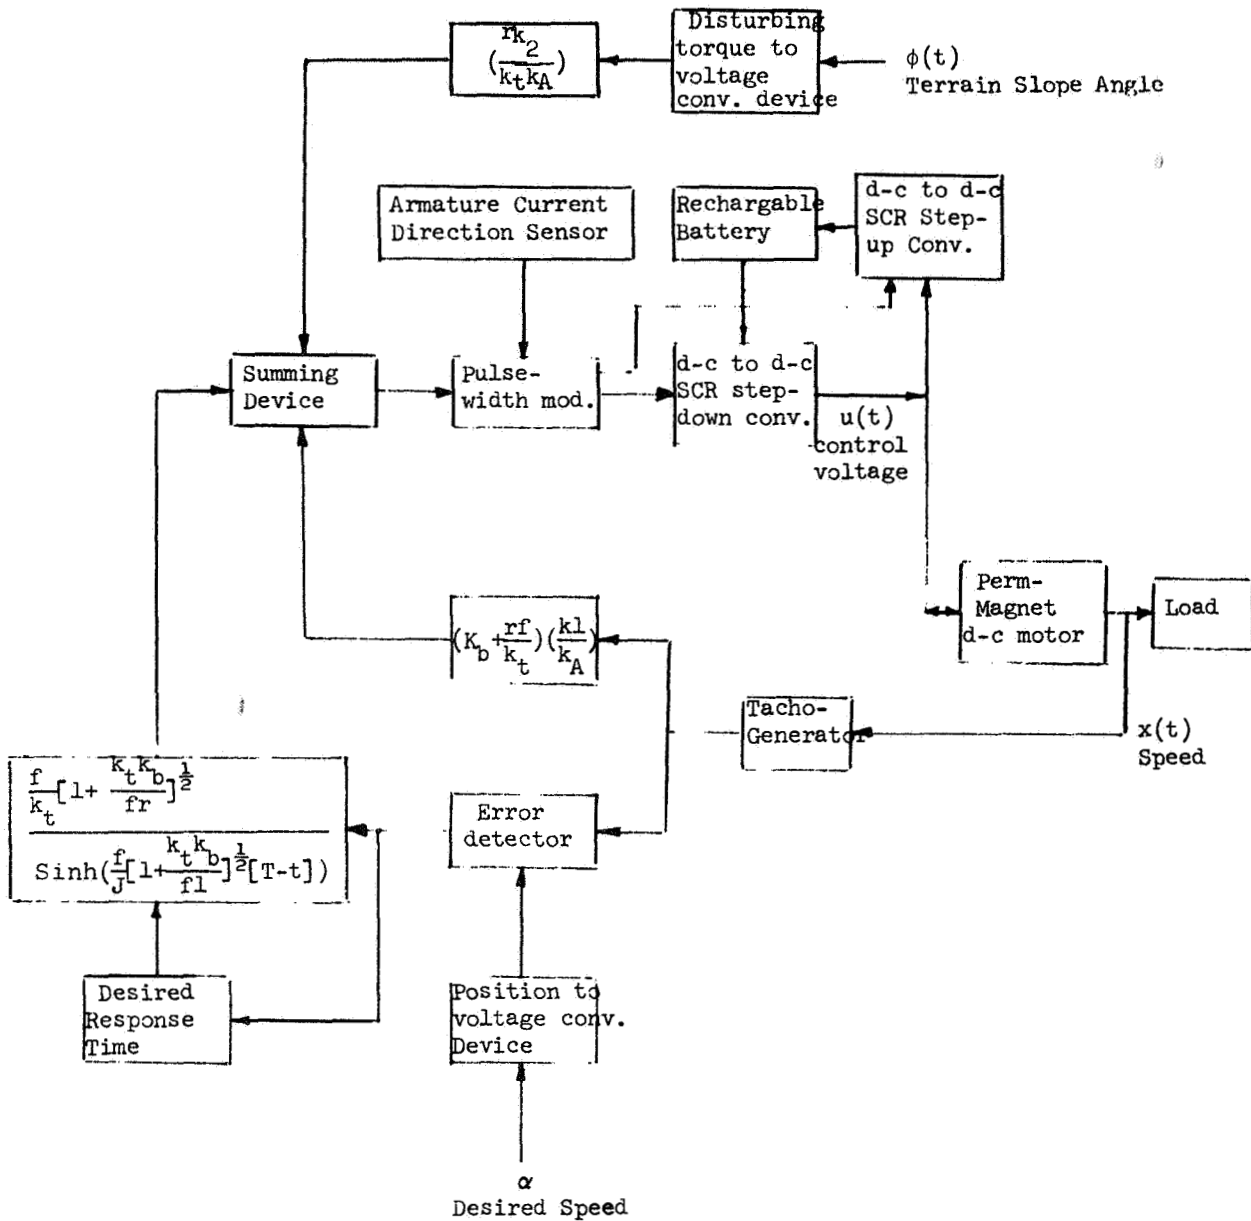 rk2
(ktkA)
Disturbing
torque to
voltage
conv. device
ϕ(t)
Terrain Slope Angle
Armature Current
Direction Sensor
Rechargable
Battery
d-c to d-c
SCR Step-
up Conv.
Summing
Device
Pulse-
width mod.
d-c to d-c
SCR step-
down conv.
u(t)
control
voltage
Perm-
Magnet
d-c motor
Load
(Kb+rf/kt)(kl/kA)
Tacho-
Generator
x(t)
Speed
f/kt[1+ ktkb/fr]½
Sinh(f/J[1+ktkb/fl]½[T-t])
Error
detector
Desired
Response
Time
Position to
voltage conv.
Device
α
Desired Speed